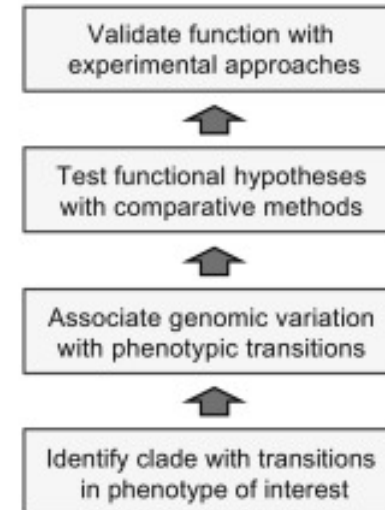 Validate function with
experimental approaches
Test functional hypotheses
with comparative methods
Associate genomic variation
with phenotypic transitions
Identify clade with transitions
in phenotype of interest